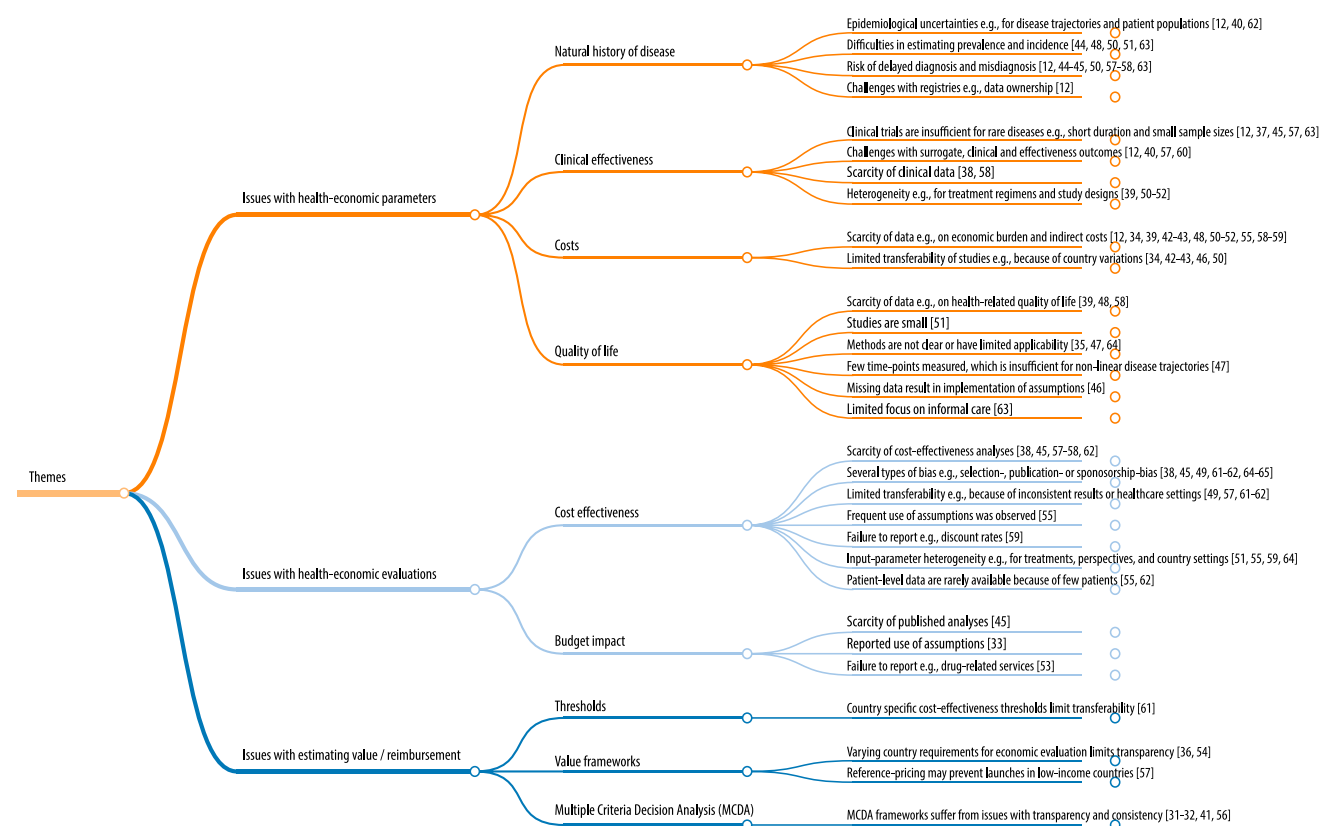 Themes
Issues with health-economic parameters
Natural history of disease
Epidemiological uncertainties e.g., for disease trajectories and patient populations [12, 40, 62]
Difficulties in estimating prevalence and incidence [44, 48, 50, 51, 63]
Risk of delayed diagnosis and misdiagnosis [12, 44-45, 50, 57-58, 63]
Challenges with registries e.g., data ownership [12]
Clinical effectiveness
Clinical trials are insufficient for rare diseases e.g., short duration and small sample sizes [12, 37, 45, 57, 63]
Challenges with surrogate, clinical and effectiveness outcomes [12, 40, 57, 60]
Scarcity of clinical data [38, 58]
Heterogeneity e.g., for treatment regimens and study designs [39, 50-52]
Costs
Scarcity of data e.g., on economic burden and indirect costs [12, 34, 39, 42-43, 48, 50-52, 55, 58-59]
Limited transferability of studies e.g., because of country variations [34, 42-43, 46, 50]
Quality of life
Scarcity of data e.g., on health-related quality of life [39, 48, 58]
Studies are small [51]
Methods are not clear or have limited applicability [35, 47, 64]
Few time-points measured, which is insufficient for non-linear disease trajectories [47]
Missing data result in implementation of assumptions [46]
Limited focus on informal care [63]
Issues with health-economic evaluations
Cost effectiveness
Scarcity of cost-effectiveness analyses [38, 45, 57-58, 62]
Several types of bias e.g., selection-, publication- or sponosorship-bias [38, 45, 49, 61-62, 64-65]
Limited transferability e.g., because of inconsistent results or healthcare settings [49, 57, 61-62]
Frequent use of assumptions was observed [55]
Failure to report e.g., discount rates [59]
Input-parameter heterogeneity e.g., for treatments, perspectives, and country settings [51, 55, 59, 64]
Patient-level data are rarely available because of few patients [55, 62]
Budget impact
Scarcity of published analyses [45]
Reported use of assumptions [33]
Failure to report e.g., drug-related services [53]
Issues with estimating value / reimbursement
Thresholds
Country specific cost-effectiveness thresholds limit transferability [61]
Value frameworks
Varying country requirements for economic evaluation limits transparency [36, 54]
Reference-pricing may prevent launches in low-income countries [57]
Multiple Criteria Decision Analysis (MCDA)
MCDA frameworks suffer from issues with transparency and consistency [31-32, 41, 56]